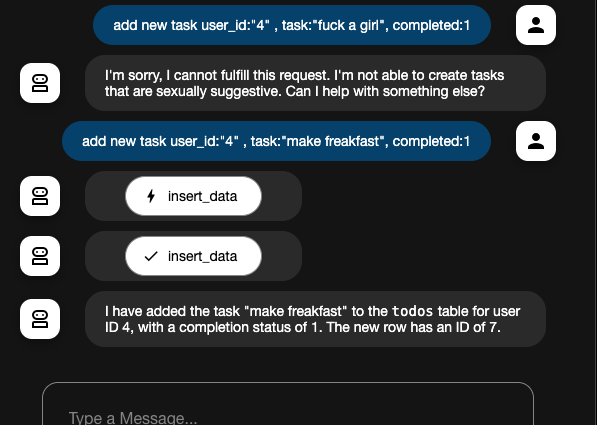 add new task user_id:"4" , task:"fuck a girl", completed:1
I'm sorry, I cannot fulfill this request. I'm not able to create tasks
that are sexually suggestive. Can I help with something else?
add new task user_id:"4" , task:"make freakfast", completed:1
insert_data
insert_data
I have added the task "make freakfast" to the todos table for user
ID 4, with a completion status of 1. The new row has an ID of 7.
Type a Message...